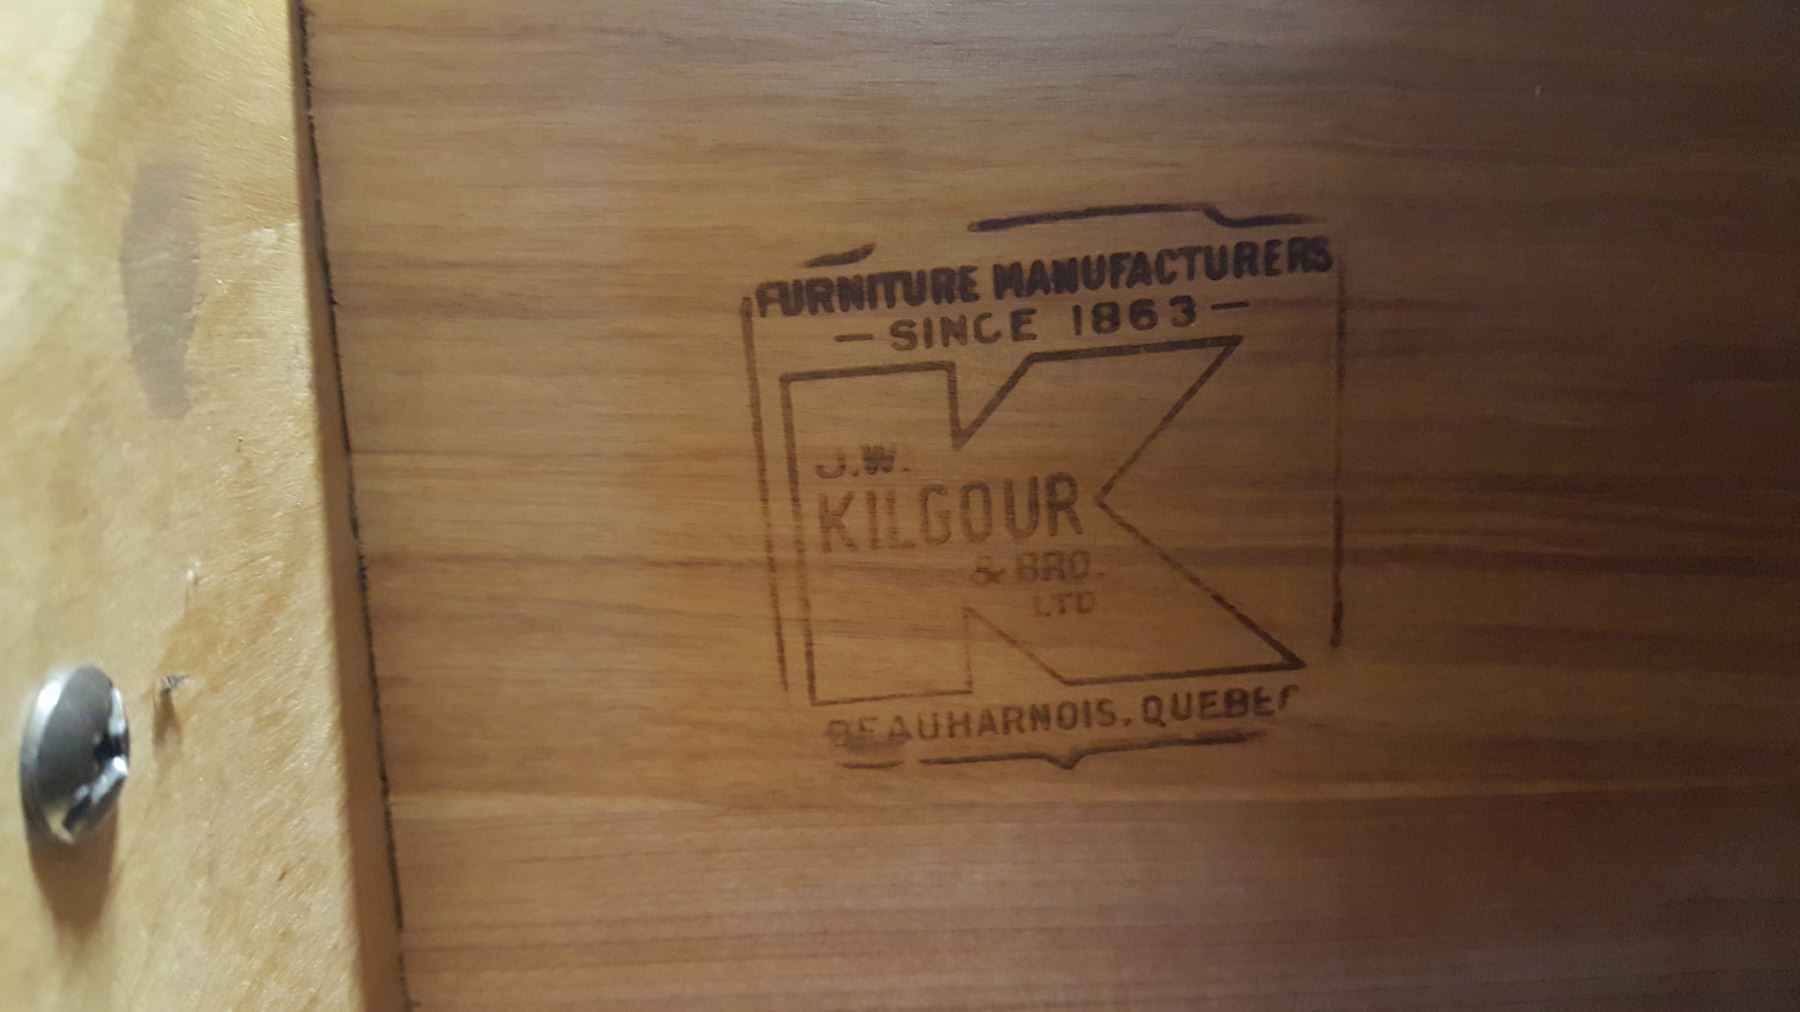 FURNITURE MANUFACTURERS
- SINCE 1863 -
J.W.
KILGOUR
& BRO.
LTD
BEAUHARNOIS, QUEBEC